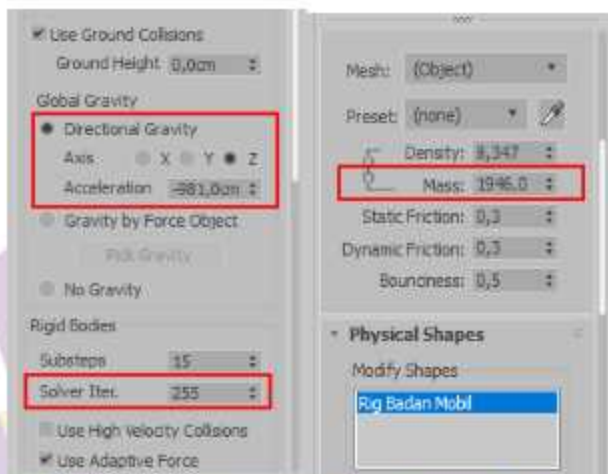 Use Ground Collisions
Ground Height 0,0cm
Global Gravity
Directional Gravity
Axis X Y Z
Acceleration -981,0cm
Gravity by Force Object
Pick Gravity
No Gravity
Rigid Bodies
Substeps 15
Solver Iter. 255
Use High Velocity Collisions
Use Adaptive Force
Mesh: (Object)
Preset: (none)
Density: 8,347
Mass: 1946.0
Static Friction: 0,3
Dynamic Friction: 0,3
Bounciness: 0,5
Physical Shapes
Modify Shapes
Rig Badan Mobil